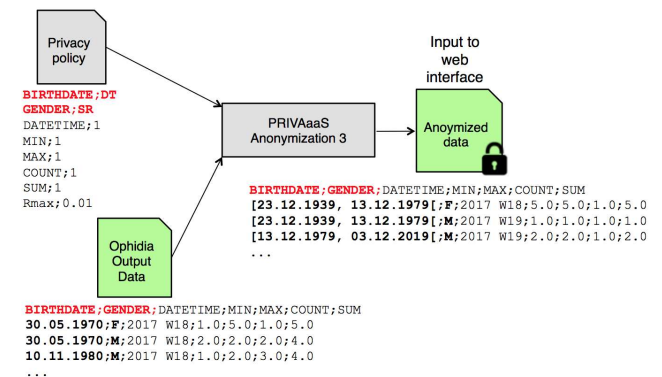 Privacy
policy
BIRTHDATE;DT
GENDER;SR
DATETIME;1
MIN;1
MAX;1
COUNT;1
SUM;1
Rmax;0.01
PRIVAaaS
Anonymization 3
Input to
web
interface
Anoymized
data
BIRTHDATE;GENDER;DATETIME;MIN;MAX;COUNT;SUM
[23.12.1939, 13.12.1979[;F;2017 W18;5.0;5.0;1.0;5.0
[23.12.1939, 13.12.1979[;M;2017 W19;1.0;1.0;1.0;1.0
[13.12.1979, 03.12.2019[;M;2017 W19;2.0;2.0;1.0;2.0
...
Ophidia
Output
Data
BIRTHDATE;GENDER;DATETIME;MIN;MAX;COUNT;SUM
30.05.1970;F;2017 W18;1.0;5.0;1.0;5.0
30.05.1970;M;2017 W18;2.0;2.0;2.0;4.0
10.11.1980;M;2017 W18;1.0;2.0;3.0;4.0
...